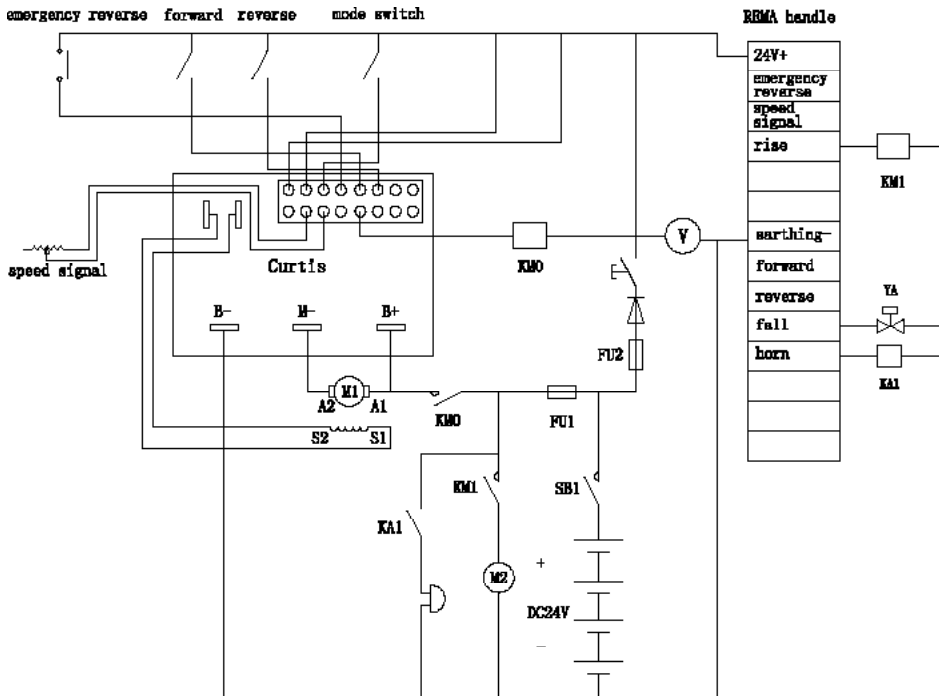 emergency reverse forward reverse mode switch REMA handle
24V+
emergency
reverse
speed
signal
rise
KM1
earthing-
speed signal
Curtis
KM0
V
forward
B- M- B+
reverse
YA
fall
FU2
horn
M1
A2 A1
KA1
KM0
FU1
S2 S1
KM1
SB1
KA1
+
M2
DC24V
-